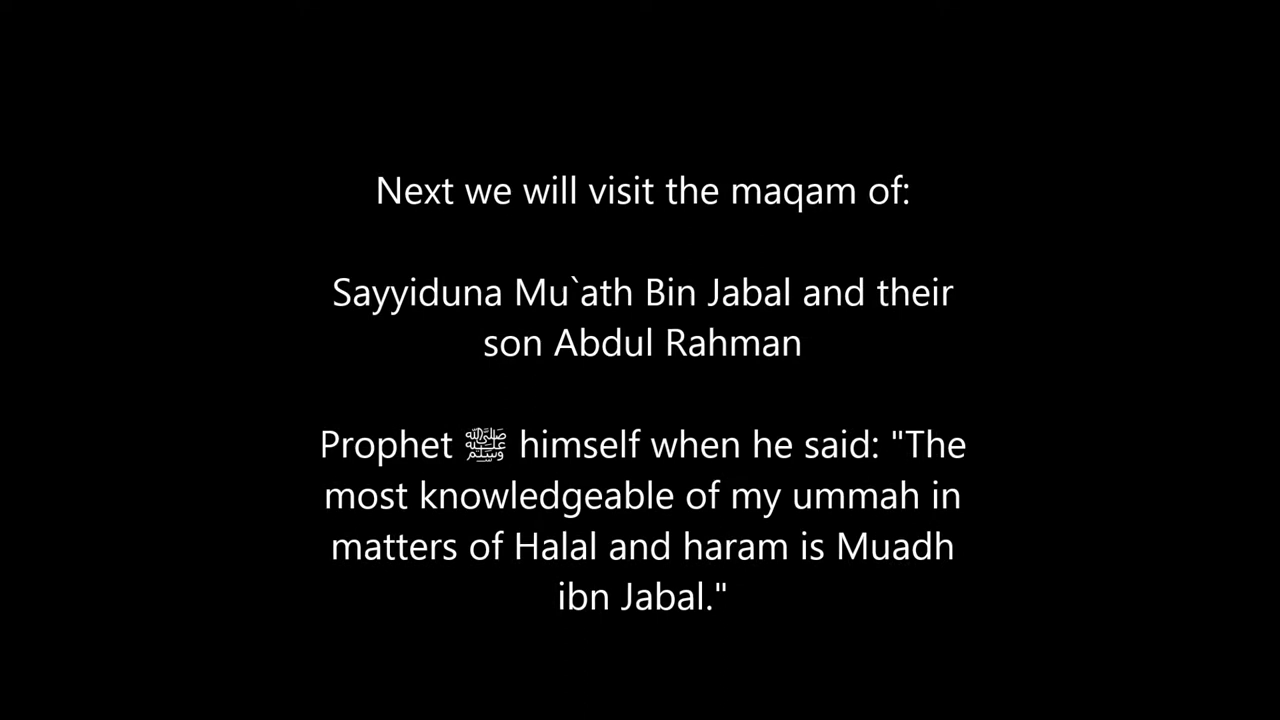 Next we will visit the maqam of:
Sayyiduna Mu`ath Bin Jabal and their
son Abdul Rahman
Prophet ﷺ himself when he said: "The
most knowledgeable of my ummah in
matters of Halal and haram is Muadh
ibn Jabal."